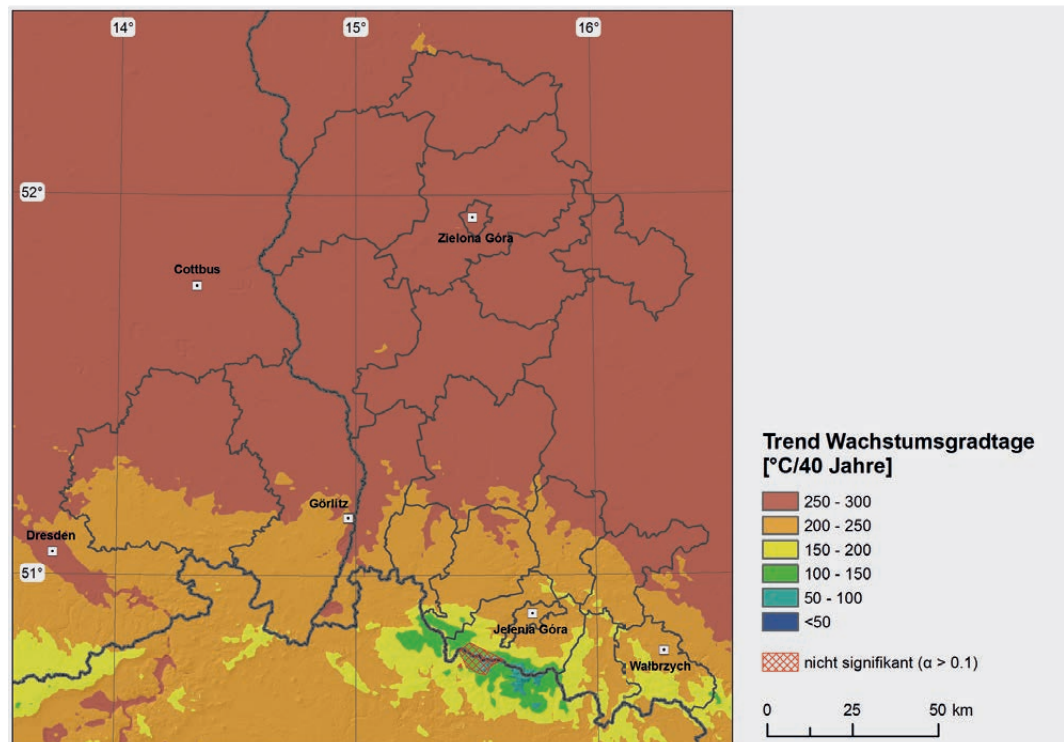 14°
15°
16°
52°
Zielona Góra
Cottbus
Görlitz
Dresden
51°
Jelenia Góra
Wałbrzych
Trend Wachstumsgradtage
[°C/40 Jahre]
250 - 300
200 - 250
150 - 200
100 - 150
50 - 100
<50
nicht signifikant (α > 0.1)
0 25 50 km